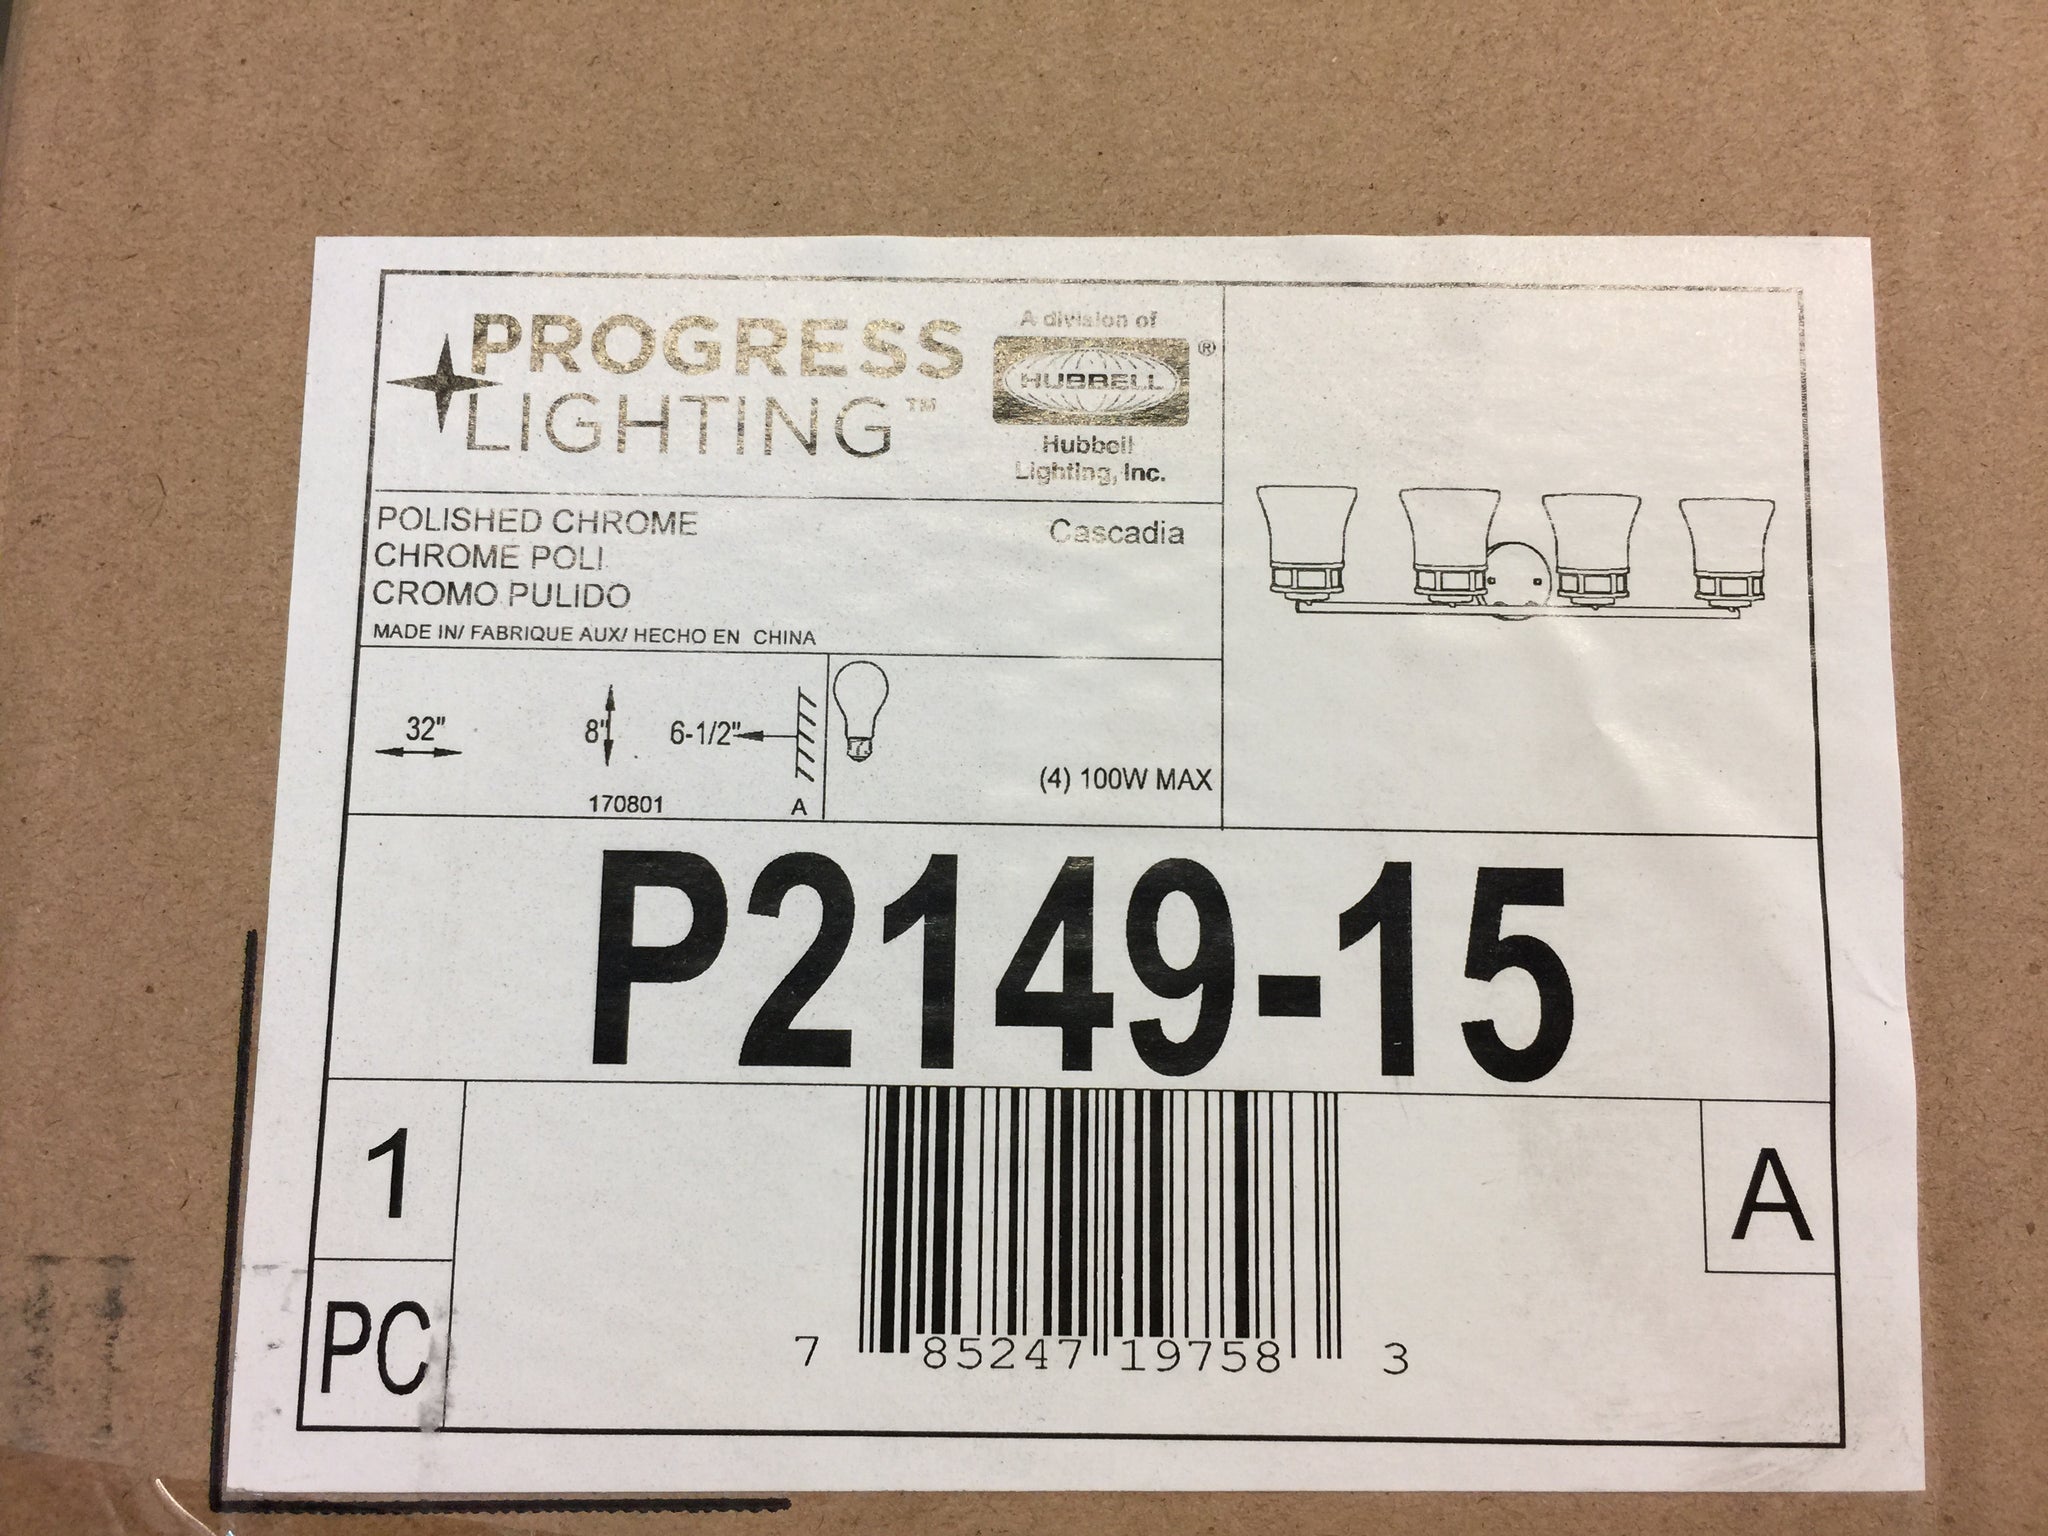 PROGRESS
LIGHTING™
A division of
HUBBELL ®
Hubbell
Lighting, Inc.
POLISHED CHROME
CHROME POLI
CROMO PULIDO
Cascadia
MADE IN/ FABRIQUE AUX/ HECHO EN CHINA
32"
8"
6-1/2"
170801
A
(4) 100W MAX
P2149-15
1
PC
7 85247 19758 3
A